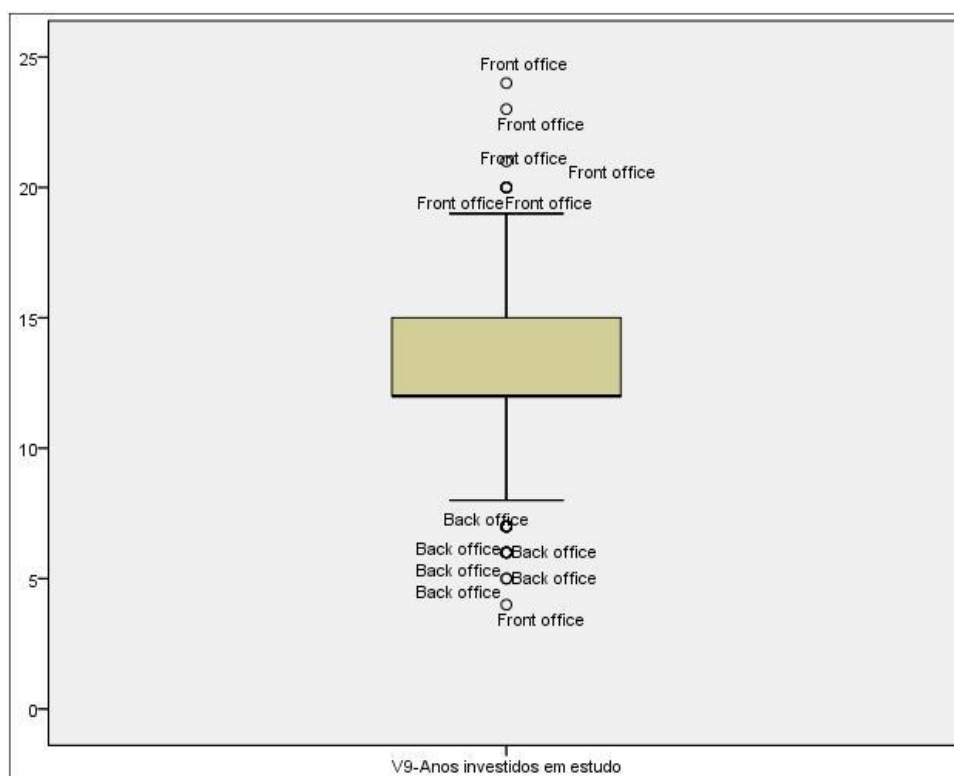 25
Front office
Front office
20
Front office
Front office
Front office Front office
15
10
Back office
Back office Back office
Back office
5
Back office
Back office
Front office
0
V9-Anos investidos em estudo